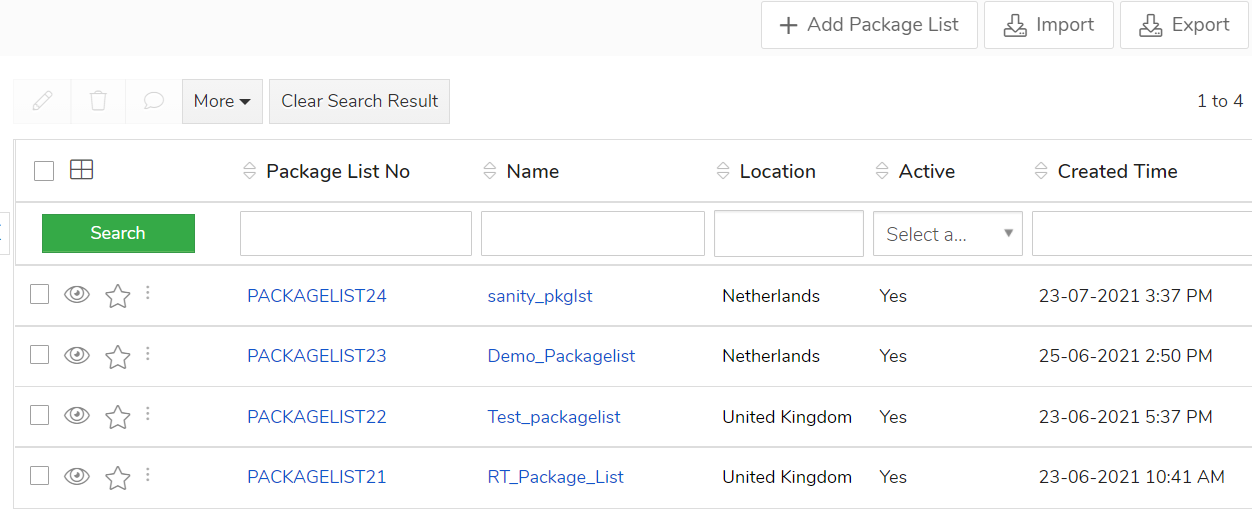 Add Package List Import Export
More Clear Search Result 1 to 4
Package List No Name Location Active Created Time
Search Select a...
PACKAGELIST24 sanity_pkglst Netherlands Yes 23-07-2021 3:37 PM
PACKAGELIST23 Demo_Packagelist Netherlands Yes 25-06-2021 2:50 PM
PACKAGELIST22 Test_packagelist United Kingdom Yes 23-06-2021 5:37 PM
PACKAGELIST21 RT_Package_List United Kingdom Yes 23-06-2021 10:41 AM